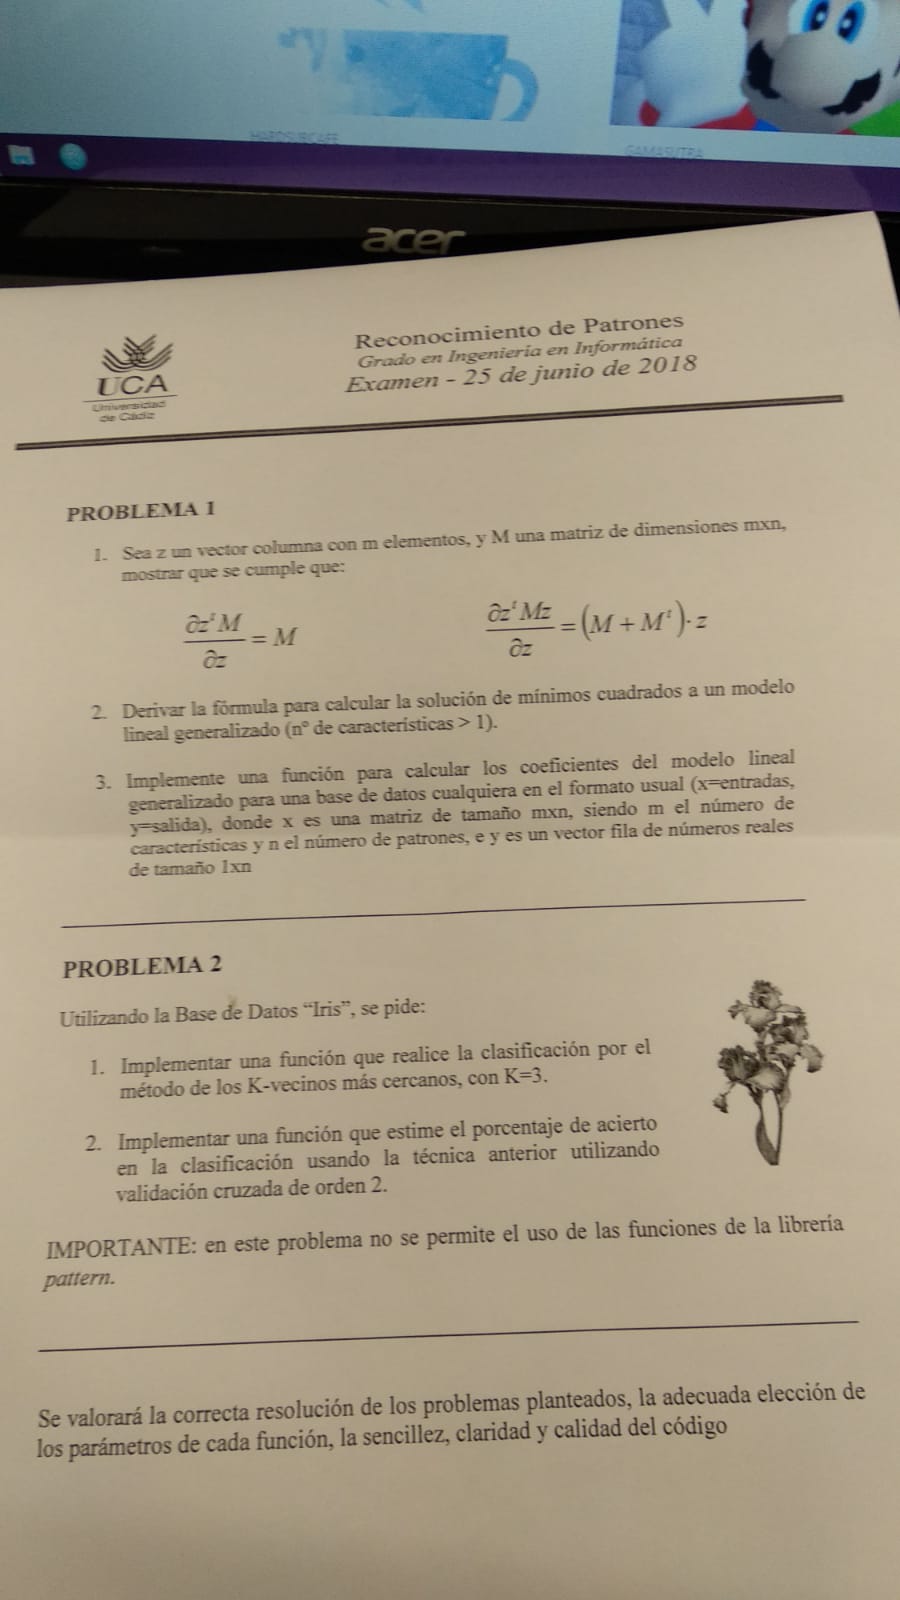 HARDSURCAFE
GAMASUTRA
acer
UCA
Universidad
de Cádiz
Reconocimiento de Patrones
Grado en Ingeniería en Informática
Examen - 25 de junio de 2018
PROBLEMA 1
1. Sea z un vector columna con m elementos, y M una matriz de dimensiones mxn,
mostrar que se cumple que:
∂zᵗM / ∂z = M
∂zᵗMz / ∂z = (M + Mᵗ)· z
2. Derivar la fórmula para calcular la solución de mínimos cuadrados a un modelo
lineal generalizado (nº de características > 1).
3. Implemente una función para calcular los coeficientes del modelo lineal
generalizado para una base de datos cualquiera en el formato usual (x=entradas,
y=salida), donde x es una matriz de tamaño mxn, siendo m el número de
características y n el número de patrones, e y es un vector fila de números reales
de tamaño 1xn
PROBLEMA 2
Utilizando la Base de Datos “Iris”, se pide:
1. Implementar una función que realice la clasificación por el
método de los K-vecinos más cercanos, con K=3.
2. Implementar una función que estime el porcentaje de acierto
en la clasificación usando la técnica anterior utilizando
validación cruzada de orden 2.
IMPORTANTE: en este problema no se permite el uso de las funciones de la librería
pattern.
Se valorará la correcta resolución de los problemas planteados, la adecuada elección de
los parámetros de cada función, la sencillez, claridad y calidad del código